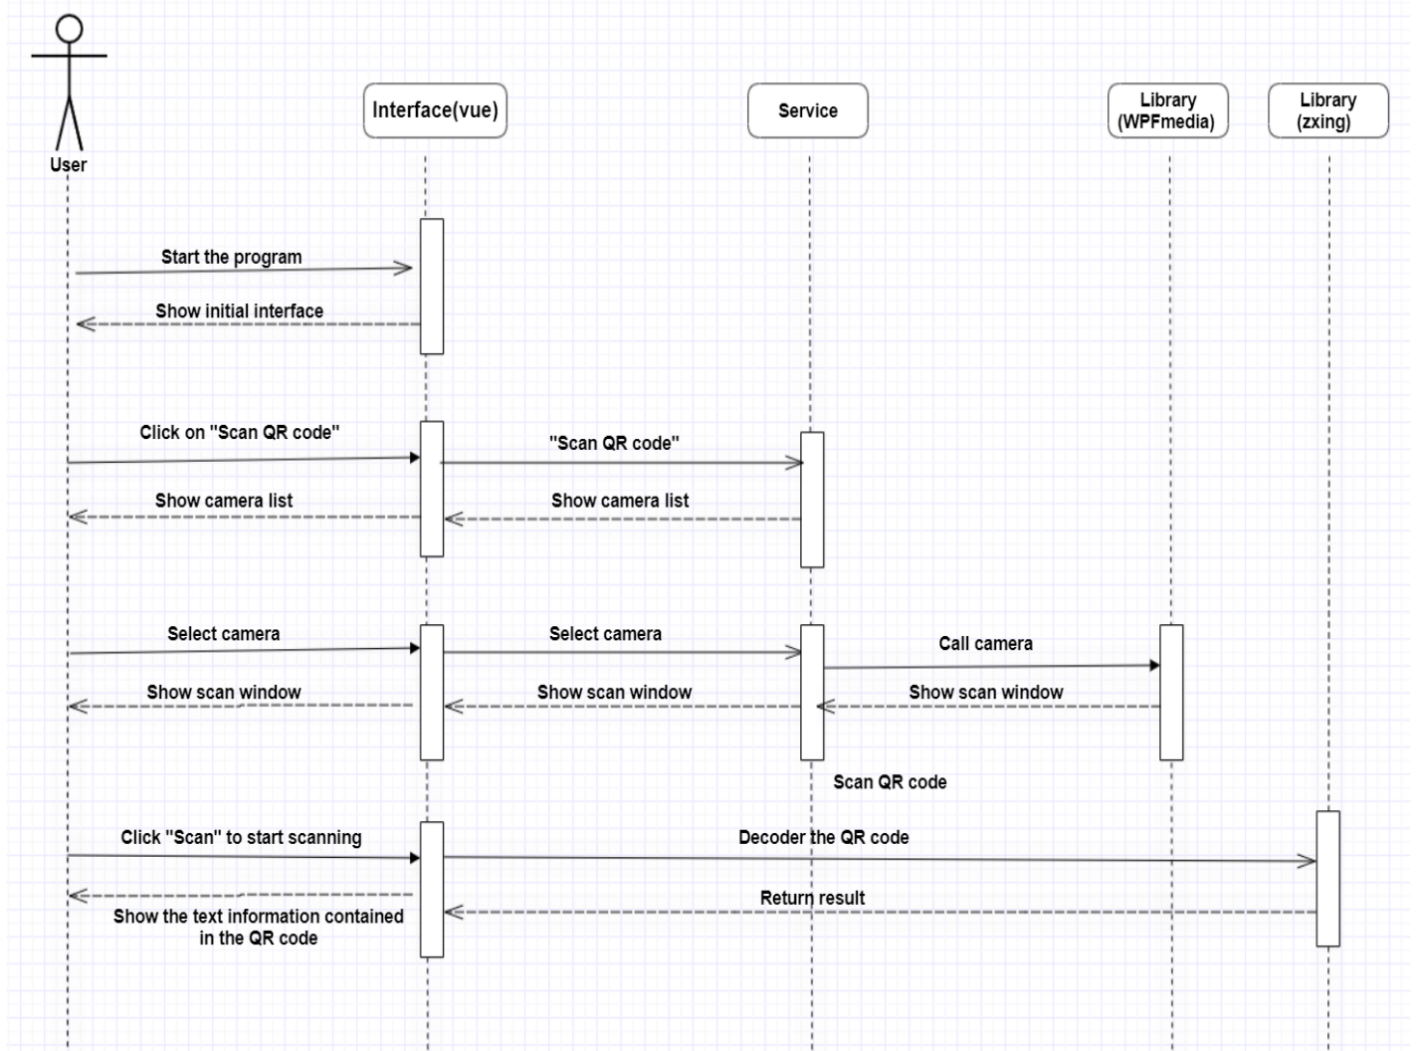 User
Interface(vue)
Service
Library
(WPFmedia)
Library
(zxing)
Start the program
Show initial interface
Click on "Scan QR code"
"Scan QR code"
Show camera list
Show camera list
Select camera
Select camera
Call camera
Show scan window
Show scan window
Show scan window
Scan QR code
Click "Scan" to start scanning
Decoder the QR code
Return result
Show the text information contained
in the QR code